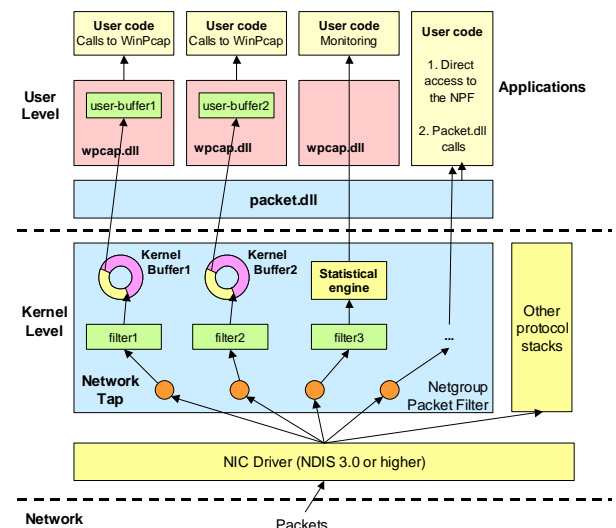 User code
Calls to WinPcap
User code
Calls to WinPcap
User code
Monitoring
User code
1. Direct
access to
the NPF
2. Packet.dll
calls
Applications
User
Level
user-buffer1
user-buffer2
wpcap.dll
wpcap.dll
wpcap.dll
packet.dll
Kernel
Buffer1
Kernel
Buffer2
Statistical
engine
Kernel
Level
filter1
filter2
filter3
...
Other
protocol
stacks
Network
Tap
Netgroup
Packet Filter
NIC Driver (NDIS 3.0 or higher)
Network
Packets